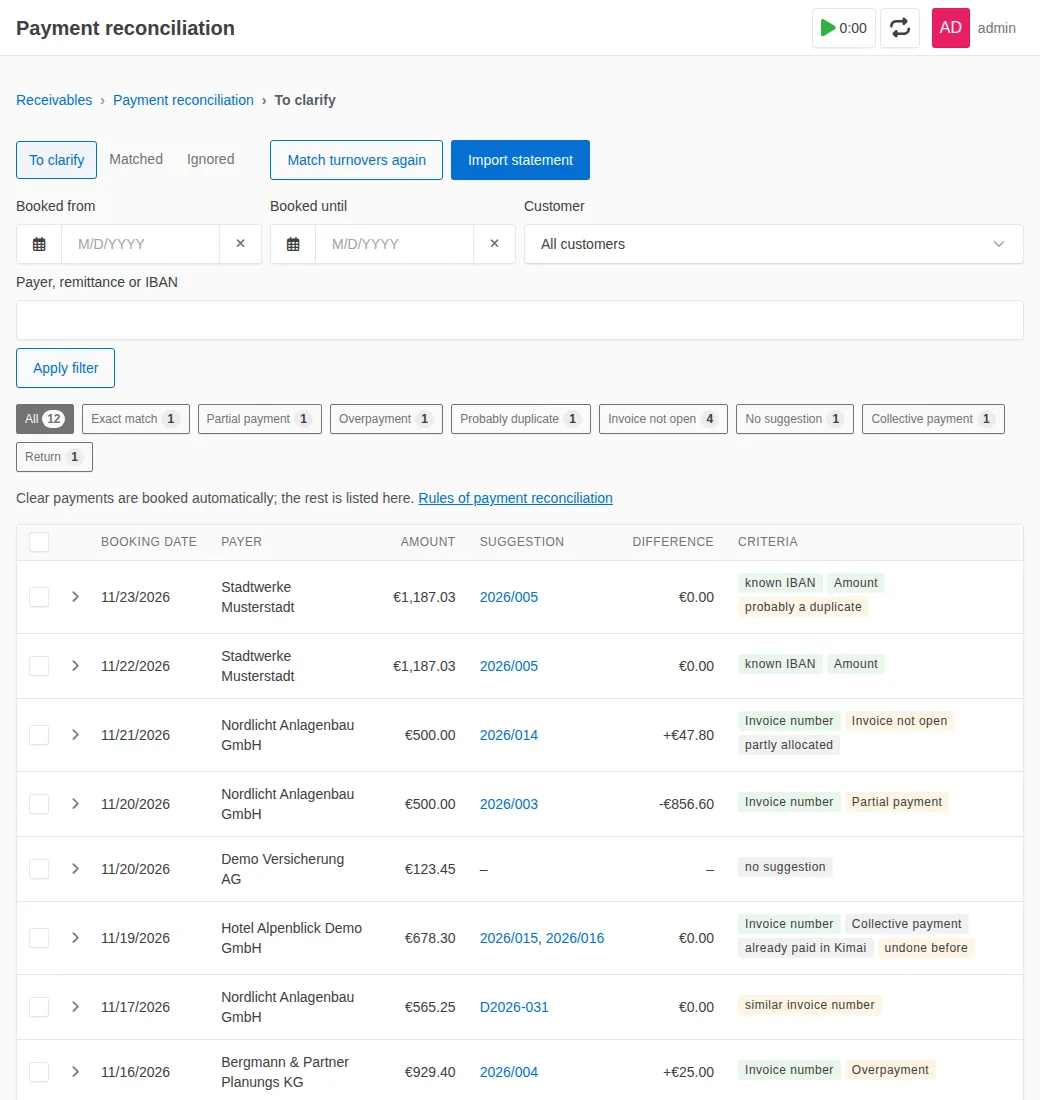 Payment reconciliation
0:00
AD admin
Receivables › Payment reconciliation › To clarify
To clarify Matched Ignored Match turnovers again Import statement
Booked from Booked until Customer
M/D/YYYY × M/D/YYYY × All customers
Payer, remittance or IBAN
Apply filter
All 12 Exact match 1 Partial payment 1 Overpayment 1 Probably duplicate 1 Invoice not open 4 No suggestion 1 Collective payment 1
Return 1
Clear payments are booked automatically; the rest is listed here. Rules of payment reconciliation
BOOKING DATE PAYER AMOUNT SUGGESTION DIFFERENCE CRITERIA
11/23/2026 Stadtwerke Musterstadt €1,187.03 2026/005 €0.00 known IBAN Amount probably a duplicate
11/22/2026 Stadtwerke Musterstadt €1,187.03 2026/005 €0.00 known IBAN Amount
11/21/2026 Nordlicht Anlagenbau GmbH €500.00 2026/014 +€47.80 Invoice number Invoice not open partly allocated
11/20/2026 Nordlicht Anlagenbau GmbH €500.00 2026/003 -€856.60 Invoice number Partial payment
11/20/2026 Demo Versicherung AG €123.45 – – no suggestion
11/19/2026 Hotel Alpenblick Demo GmbH €678.30 2026/015, 2026/016 €0.00 Invoice number Collective payment already paid in Kimai undone before
11/17/2026 Nordlicht Anlagenbau GmbH €565.25 D2026-031 €0.00 similar invoice number
11/16/2026 Bergmann & Partner Planungs KG €929.40 2026/004 +€25.00 Invoice number Overpayment